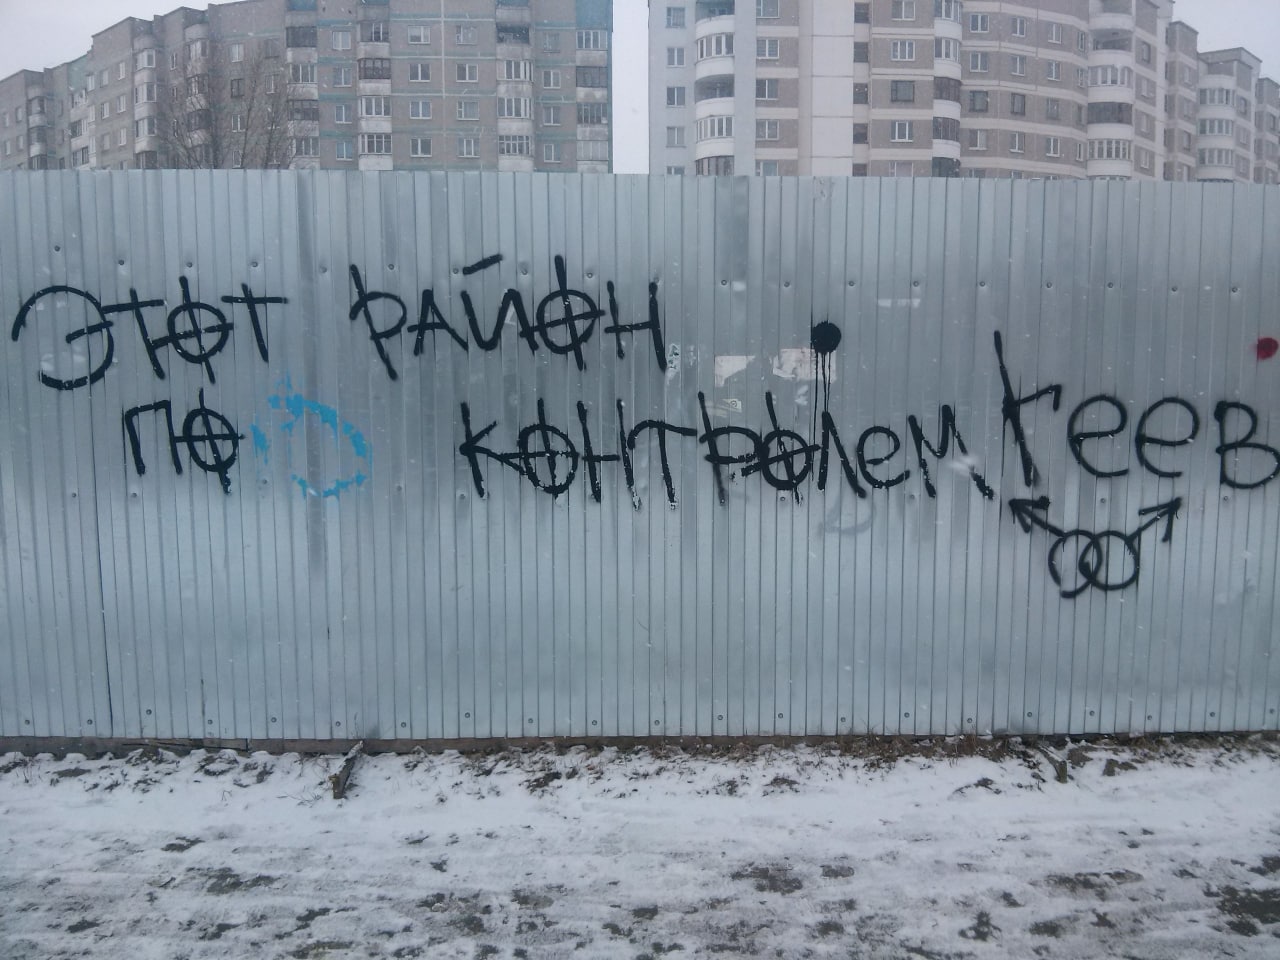 этот район
по контролем геев